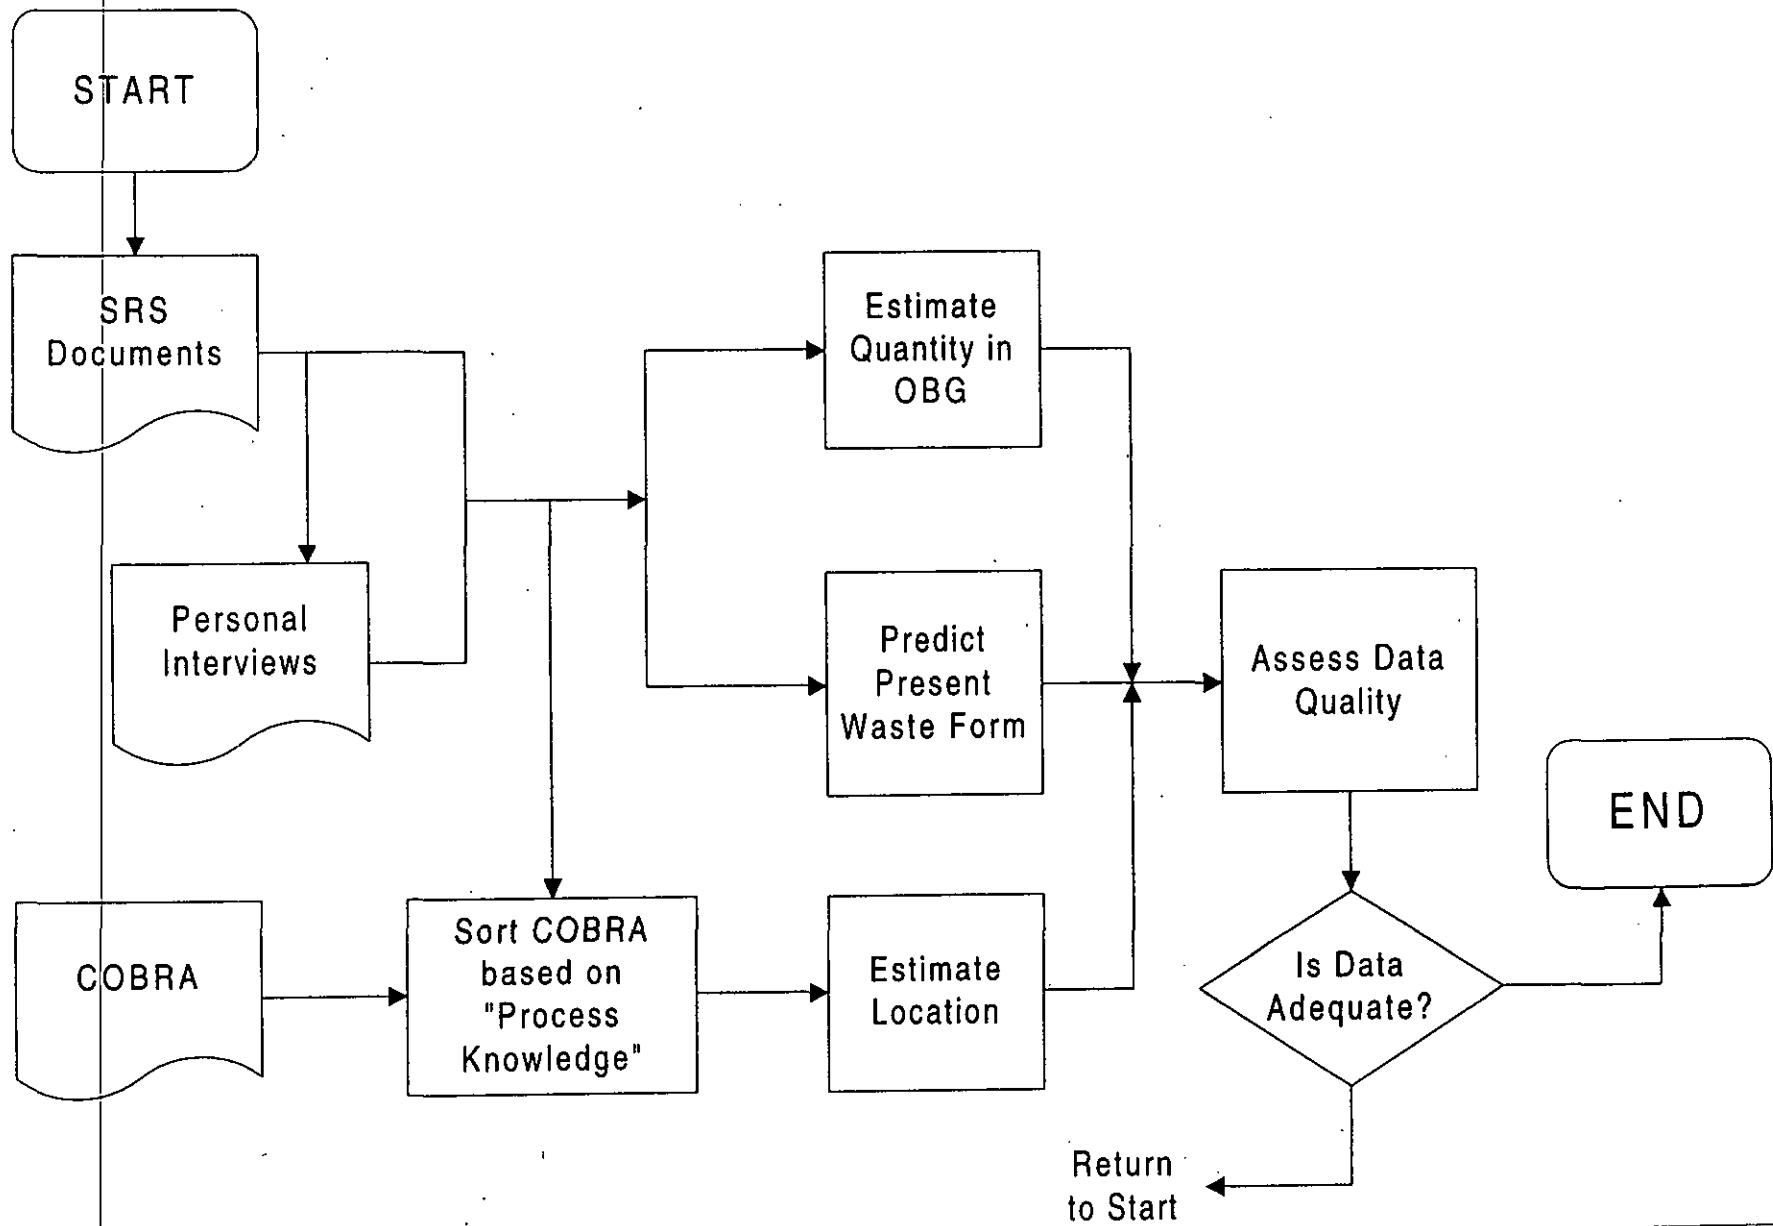 START
SRS
Documents
Personal
Interviews
COBRA
Sort COBRA
based on
"Process
Knowledge"
Estimate
Quantity in
OBG
Predict
Present
Waste Form
Estimate
Location
Assess Data
Quality
Is Data
Adequate?
END
Return
to Start